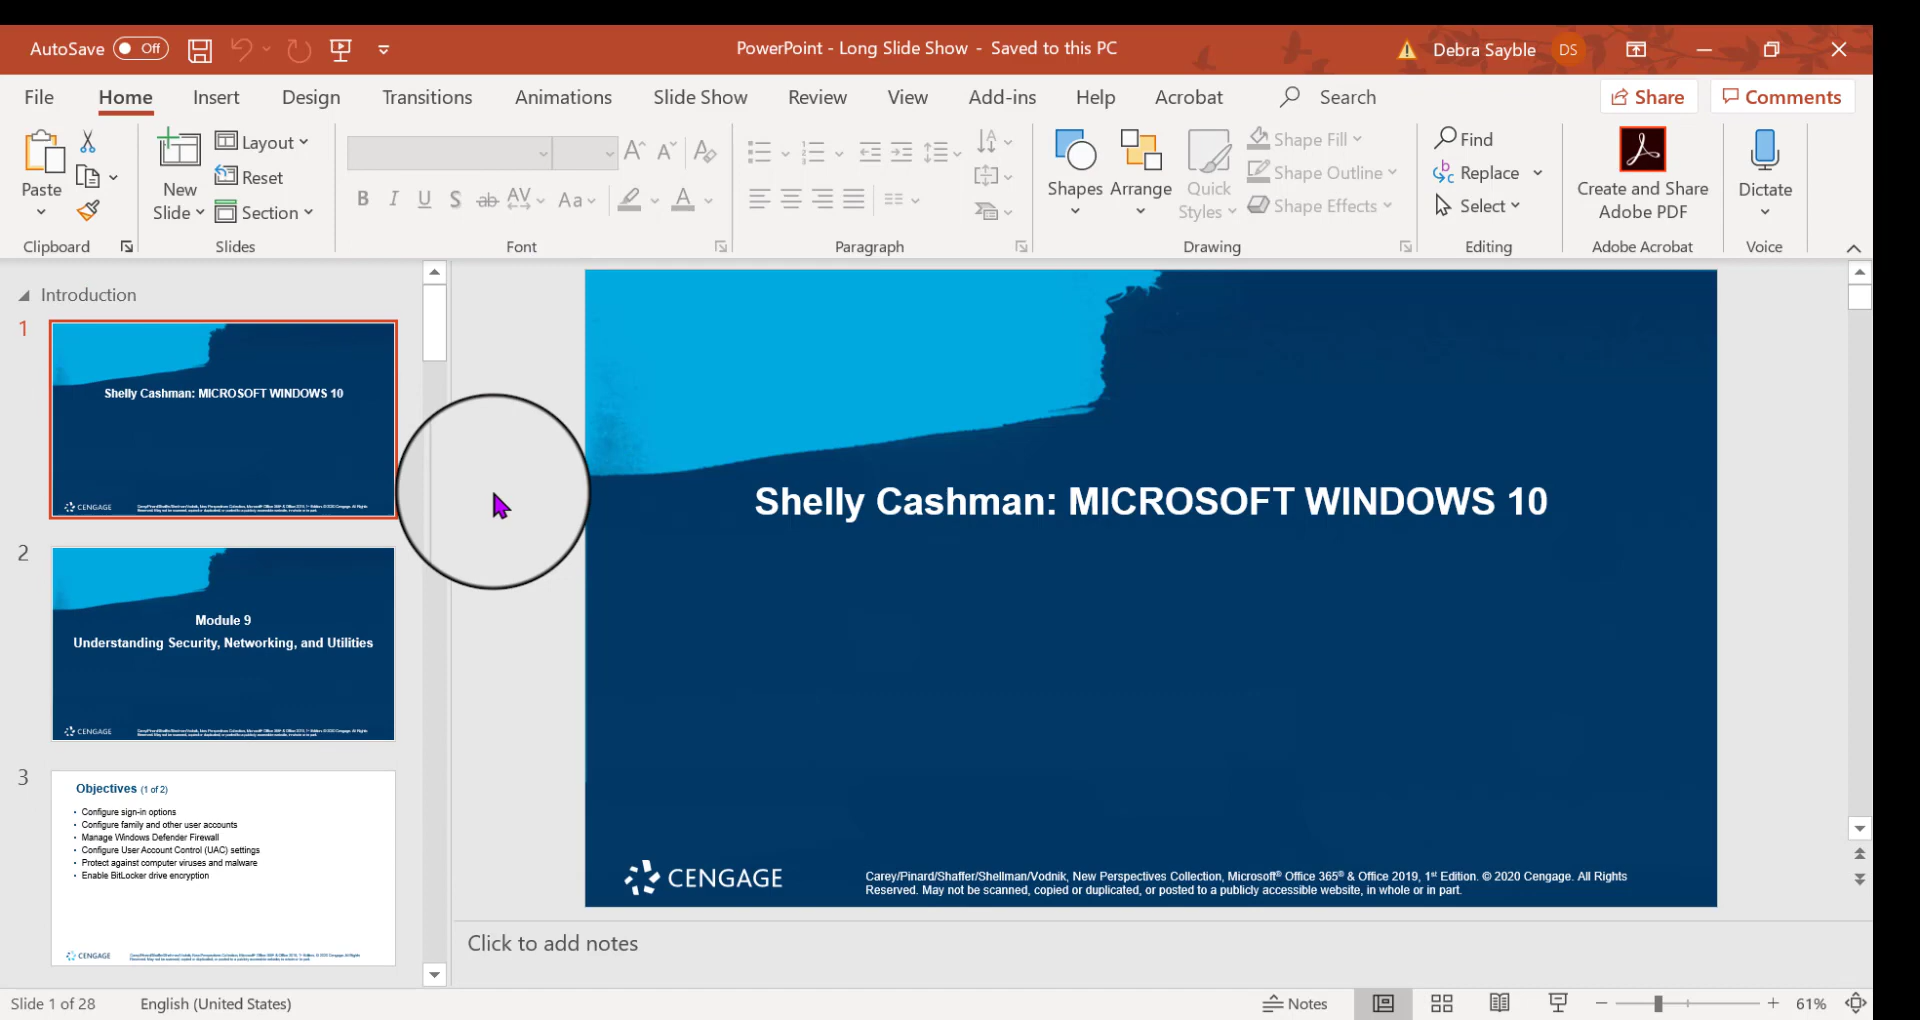 AutoSave Off
PowerPoint - Long Slide Show - Saved to this PC
Debra Sayble DS
File Home Insert Design Transitions Animations Slide Show Review View Add-ins Help Acrobat Search
Share Comments
Paste
Clipboard
New
Slide
Layout
Reset
Section
Slides
B I U S ab AV Aa A
Font
Paragraph
Shapes
Arrange
Quick
Styles
Shape Fill
Shape Outline
Shape Effects
Drawing
Find
Replace
Select
Editing
Create and Share
Adobe PDF
Adobe Acrobat
Dictate
Voice
Introduction
1
Shelly Cashman: MICROSOFT WINDOWS 10
CENGAGE
2
Module 9
Understanding Security, Networking, and Utilities
CENGAGE
3
Objectives (1 of 2)
• Configure sign-in options
• Configure family and other user accounts
• Manage Windows Defender Firewall
• Configure User Account Control (UAC) settings
• Protect against computer viruses and malware
• Enable BitLocker drive encryption
CENGAGE
Shelly Cashman: MICROSOFT WINDOWS 10
CENGAGE
Carey/Pinard/Shaffer/Shellman/Vodnik, New Perspectives Collection, Microsoft® Office 365® & Office 2019, 1st Edition. © 2020 Cengage. All Rights
Reserved. May not be scanned, copied or duplicated, or posted to a publicly accessible website, in whole or in part.
Click to add notes
Slide 1 of 28
English (United States)
Notes
61%